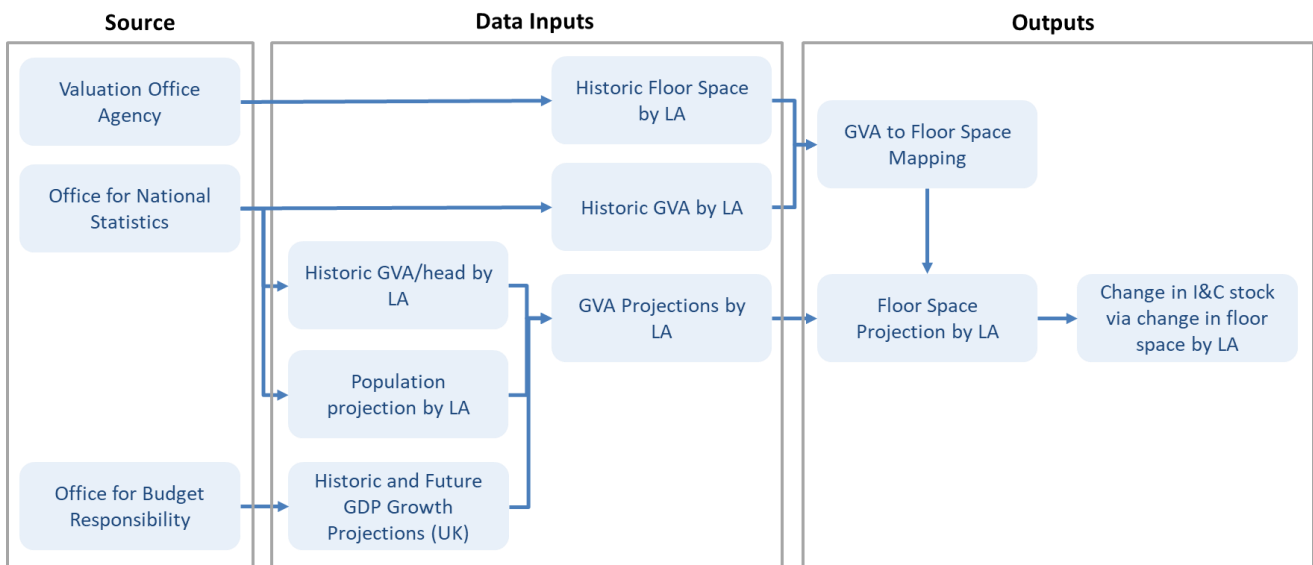 Source
Data Inputs
Outputs
Valuation Office
Agency
Historic Floor Space
by LA
GVA to Floor Space
Mapping
Office for National
Statistics
Historic GVA by LA
Historic GVA/head by
LA
GVA Projections by
LA
Floor Space
Projection by LA
Change in I&C stock
via change in floor
space by LA
Population
projection by LA
Office for Budget
Responsibility
Historic and Future
GDP Growth
Projections (UK)